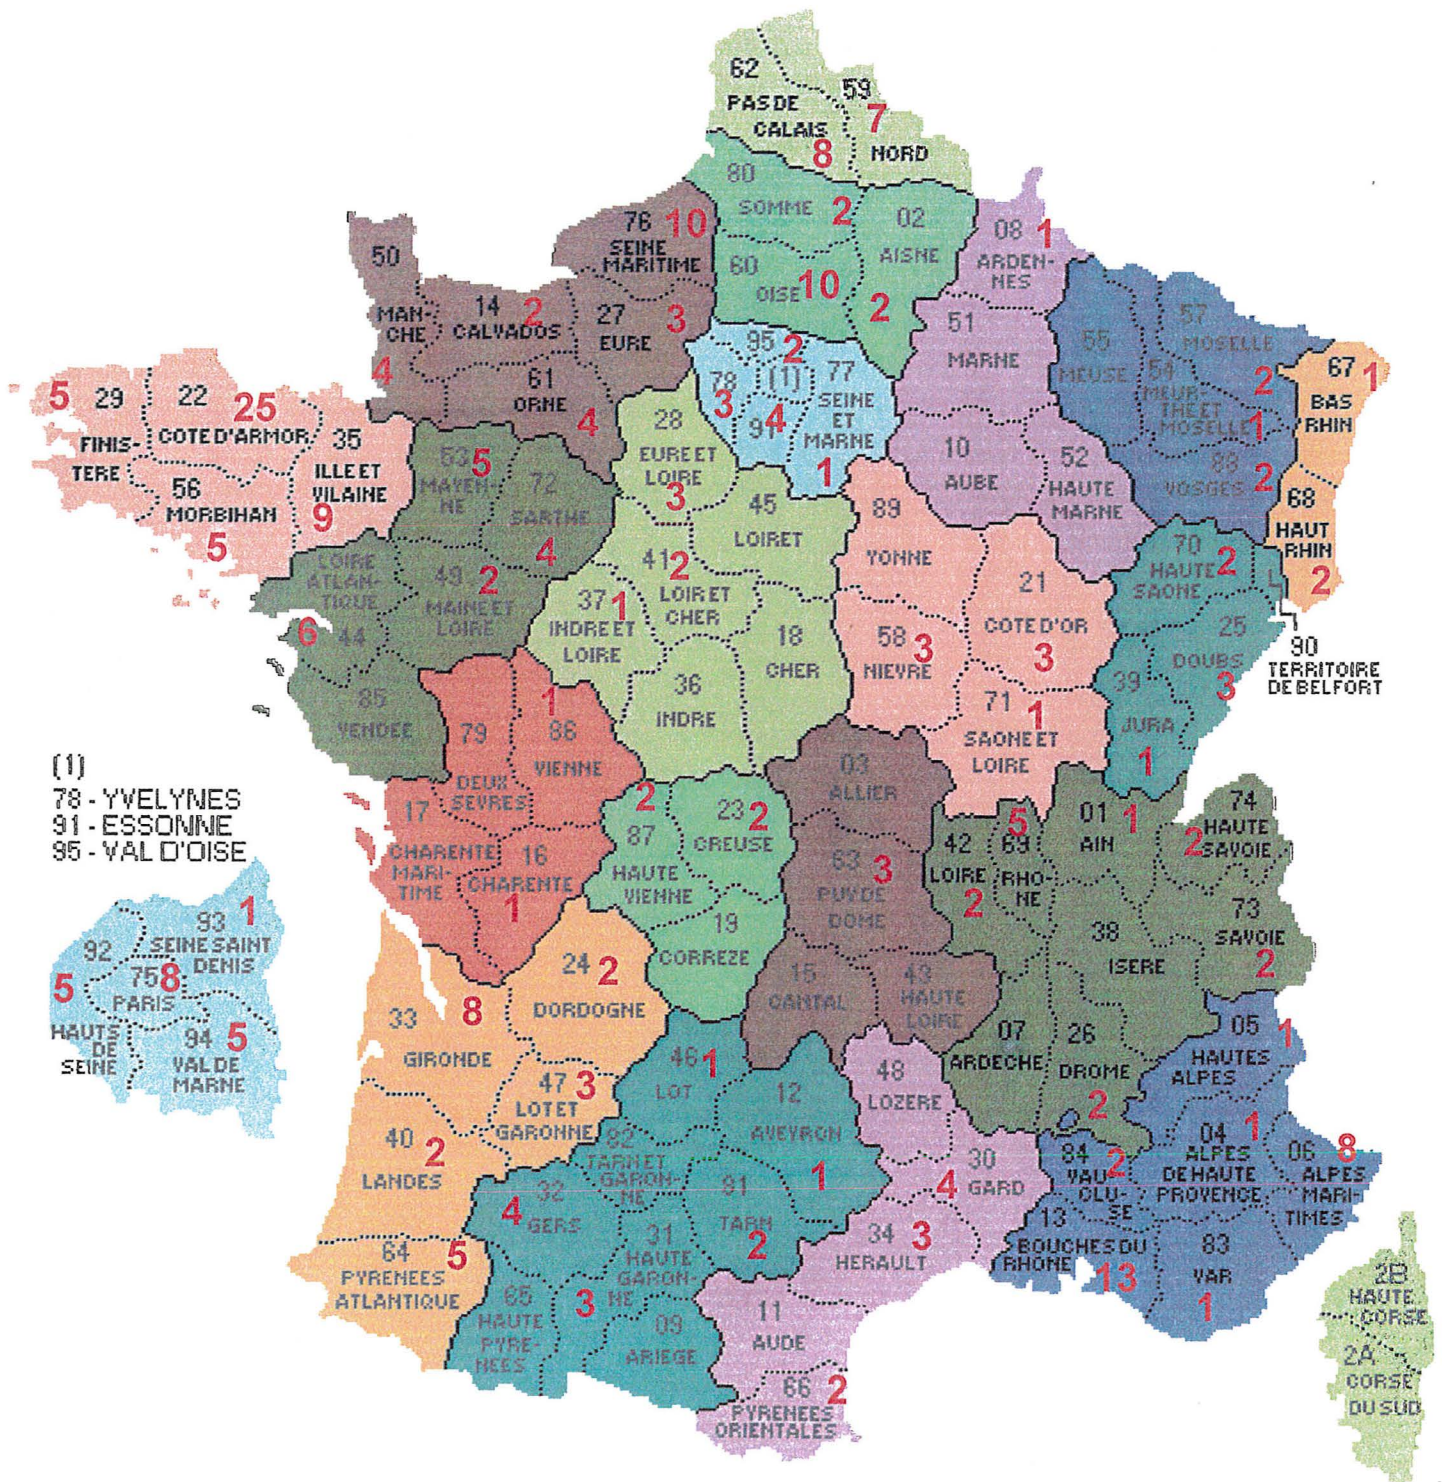 62
PAS DE
CALAIS
8
59
7
NORD
80
SOMME 2
02
AISNE
2
60
OISE 10
08 1
ARDEN-
NES
76 10
SEINE
MARITIME
50
MAN-
CHE
4
14 2
CALVADOS
27 3
EURE
61
ORNE
4
95 2
78
3
(1)
91 4
77
SEINE
ET
MARNE
1
51
MARNE
10
AUBE
52
HAUTE
MARNE
55
MEUSE
57
MOSELLE
2
54
MEUR-
THE ET
MOSELLE 1
88
VOSGES 2
67 1
BAS
RHIN
68
HAUT
RHIN
2
5 29
FINIS-
TERE
22 25
COTE D'ARMOR
35
ILLE ET
VILAINE
9
56
MORBIHAN
5
53 5
MAYEN-
NE
72
SARTHE
4
LOIRE
ATLAN-
TIQUE
6 44
49 2
MAINE ET
LOIRE
85
VENDEE
28
EURE ET
LOIRE
3
45
LOIRET
41 2
LOIR ET
CHER
37 1
INDRE ET
LOIRE
18
CHER
36
INDRE
89
YONNE
21
COTE D'OR
3
58 3
NIEVRE
71 1
SAONE ET
LOIRE
70 2
HAUTE
SAONE
25
DOUBS
3
39
JURA
1
90
TERRITOIRE
DE BELFORT
79
DEUX
SEVRES
1
86
VIENNE
17
CHARENTE
MARI-
TIME
16
CHARENTE
1
2
87
HAUTE
VIENNE
23 2
CREUSE
19
CORREZE
03
ALLIER
63 3
PUY DE
DOME
15
CANTAL
43
HAUTE
LOIRE
42
LOIRE
2
5
69
RHO-
NE
01 1
AIN
74
HAUTE
2 SAVOIE
73
SAVOIE
2
38
ISERE
07
ARDECHE
26
DROME
2
(1)
78 - YVELYNES
91 - ESSONNE
95 - VAL D'OISE
93 1
SEINE SAINT
DENIS
92
5
HAUTS
DE
SEINE
75 8
PARIS
94 5
VAL DE
MARNE
33 8
GIRONDE
24 2
DORDOGNE
47 3
LOT ET
GARONNE
40 2
LANDES
64 5
PYRENEES
ATLANTIQUE
46 1
LOT
12
AVEYRON
1
82
TARN ET
GARON-
NE
32
4 GERS
81
TARN
2
31
HAUTE
GARON-
NE
3
65
HAUTE
PYRE-
NEES
09
ARIEGE
48
LOZERE
30
4 GARD
34 3
HERAULT
11
AUDE
66 2
PYRENEES
ORIENTALES
05 1
HAUTES
ALPES
04 1
ALPES
DE HAUTE
PROVENCE
06 8
ALPES
MARI-
TIMES
84 2
VAU
CLU-
SE
13
BOUCHES DU
RHONE
13
83
VAR
1
2B
HAUTE
CORSE
2A
CORSE
DU SUD